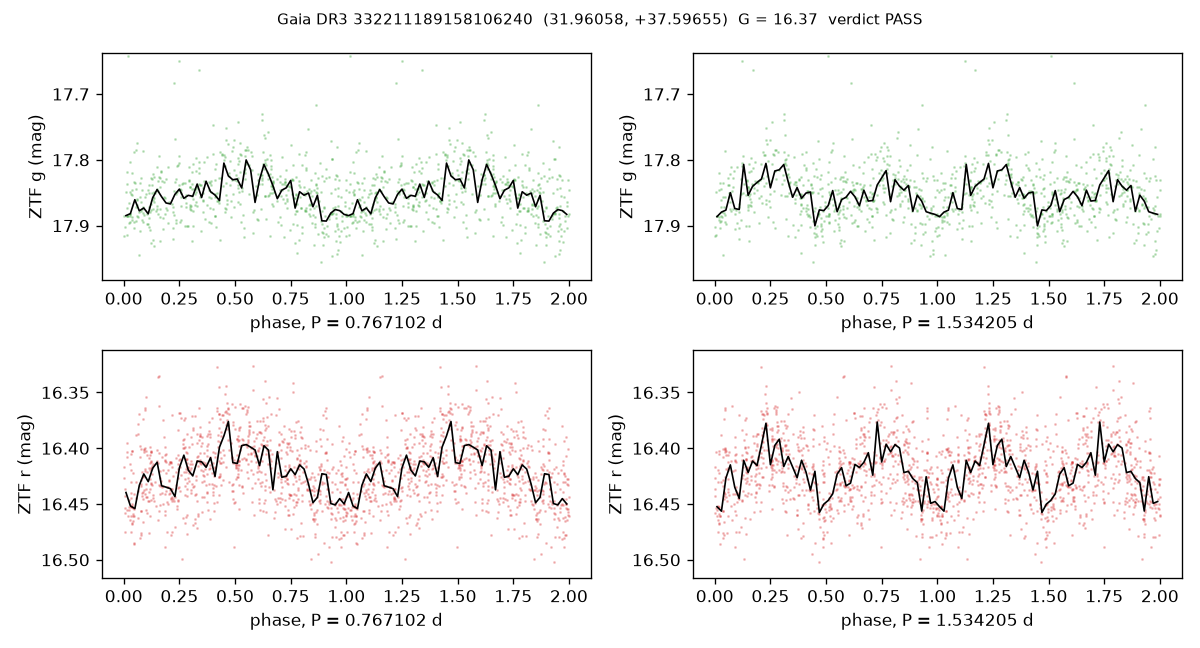 Gaia DR3 332211189158106240  (31.96058, +37.59655)  G = 16.37  verdict PASS
ZTF g (mag)
17.7
17.8
17.9
0.00 0.25 0.50 0.75 1.00 1.25 1.50 1.75 2.00
phase, P = 0.767102 d
ZTF g (mag)
17.7
17.8
17.9
0.00 0.25 0.50 0.75 1.00 1.25 1.50 1.75 2.00
phase, P = 1.534205 d
ZTF r (mag)
16.35
16.40
16.45
16.50
0.00 0.25 0.50 0.75 1.00 1.25 1.50 1.75 2.00
phase, P = 0.767102 d
ZTF r (mag)
16.35
16.40
16.45
16.50
0.00 0.25 0.50 0.75 1.00 1.25 1.50 1.75 2.00
phase, P = 1.534205 d